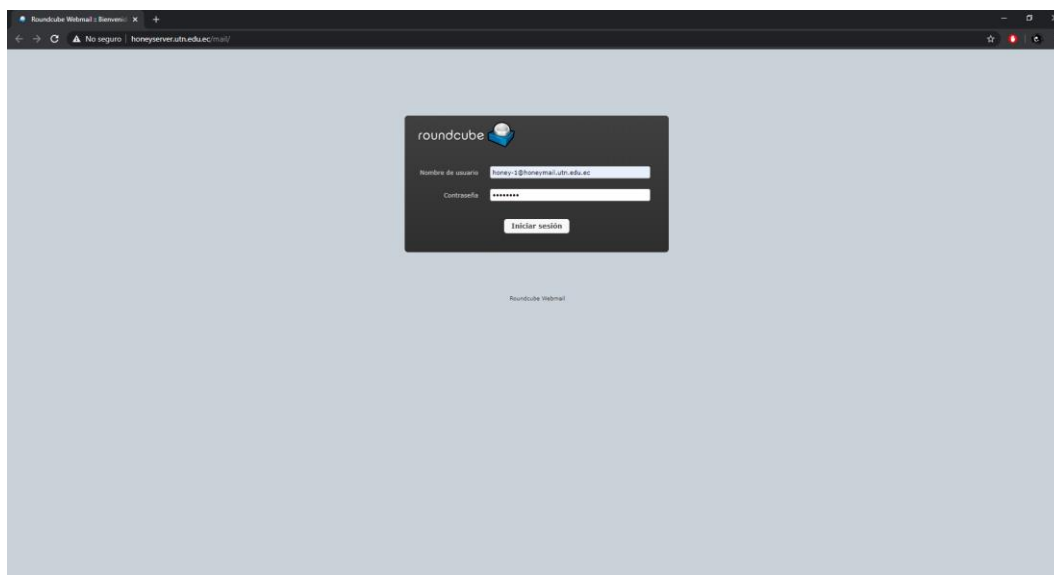 Roundcube Webmail :: Bienvenid
No seguro | honeyserver.utn.edu.ec/mail/
roundcube
Nombre de usuario honey-1@honeymail.utn.edu.ec
Contraseña ••••••••
Iniciar sesión
Roundcube Webmail